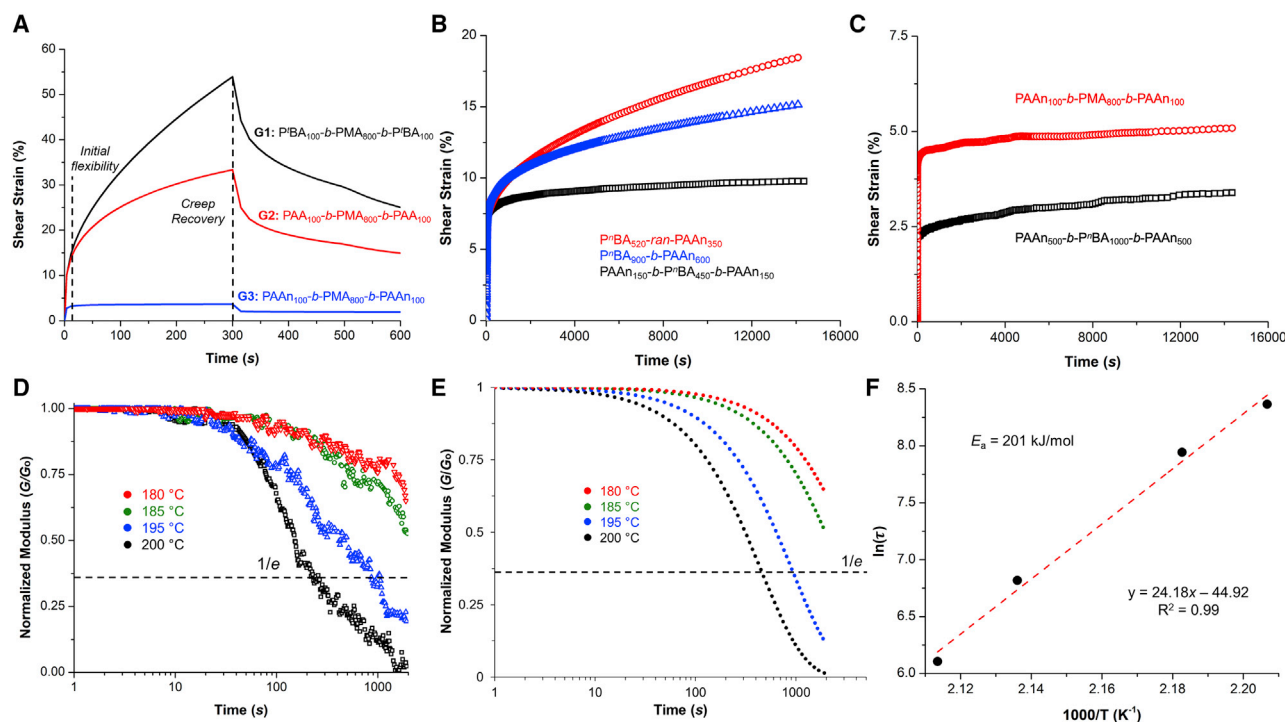 A
Shear Strain (%)
60
55
50
45
40
35
30
25
20
15
10
5
0
Initial
flexibility
Creep
Recovery
G1: PᵗBA₁₀₀-b-PMA₈₀₀-b-PᵗBA₁₀₀
G2: PAA₁₀₀-b-PMA₈₀₀-b-PAA₁₀₀
G3: PAAn₁₀₀-b-PMA₈₀₀-b-PAAn₁₀₀
0 100 200 300 400 500 600
Time (s)
B
Shear Strain (%)
20
15
10
5
0
PⁿBA₅₂₀-ran-PAAn₃₅₀
PⁿBA₉₀₀-b-PAAn₆₀₀
PAAn₁₅₀-b-PⁿBA₄₅₀-b-PAAn₁₅₀
0 4000 8000 12000 16000
Time (s)
C
Shear Strain (%)
7.5
5.0
2.5
0.0
PAAn₁₀₀-b-PMA₈₀₀-b-PAAn₁₀₀
PAAn₅₀₀-b-PⁿBA₁₀₀₀-b-PAAn₅₀₀
0 4000 8000 12000 16000
Time (s)
D
Normalized Modulus (G/G₀)
1.00
0.75
0.50
0.25
0.00
180 °C
185 °C
195 °C
200 °C
1/e
1 10 100 1000
Time (s)
E
Normalized Modulus (G/G₀)
1
0.75
0.50
0.25
0
180 °C
185 °C
195 °C
200 °C
1/e
1 10 100 1000
Time (s)
F
ln(τ)
8.5
8.0
7.5
7.0
6.5
6.0
Eₐ = 201 kJ/mol
y = 24.18x – 44.92
R² = 0.99
2.12 2.14 2.16 2.18 2.20
1000/T (K⁻¹)